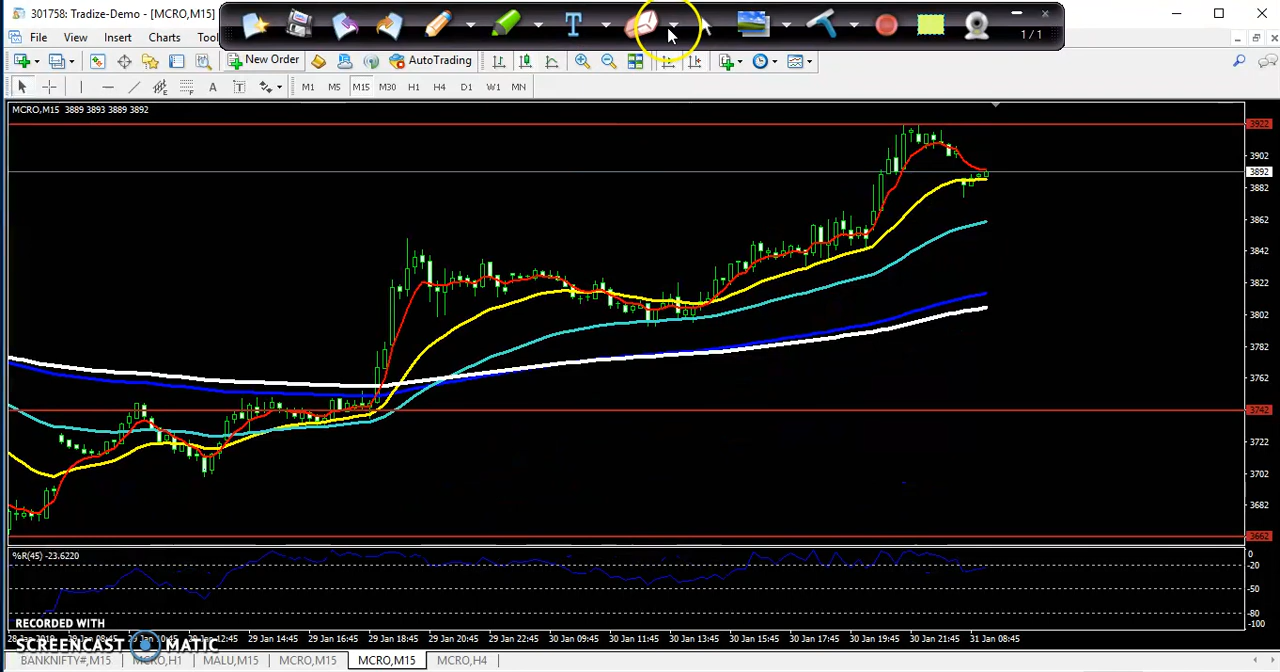 301758: Tradize-Demo - [MCRO,M15]
1 / 1
File View Insert Charts
New Order AutoTrading
A T M1 M5 M15 M30 H1 H4 D1 W1 MN
MCRO,M15 3889 3893 3889 3892
3922
3902
3892
3882
3862
3842
3822
3802
3782
3762
3742
3722
3702
3682
3662
%R(45) -23.6220
0
-20
-50
-80
-100
RECORDED WITH
SCREENCAST MATIC
29 Jan 14:45 29 Jan 16:45 29 Jan 18:45 29 Jan 20:45 29 Jan 22:45 30 Jan 09:45 30 Jan 11:45 30 Jan 13:45 30 Jan 15:45 30 Jan 17:45 30 Jan 19:45 30 Jan 21:45 31 Jan 08:45
BANKNIFTY#,M15 MCRO,H1 MALU,M15 MCRO,M15 MCRO,M15 MCRO,H4